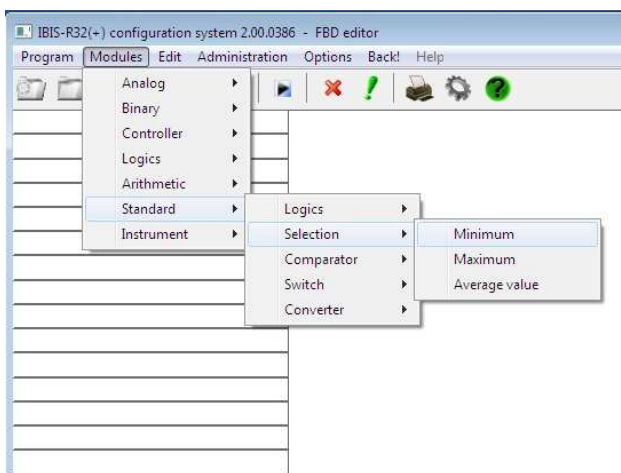 IBIS-R32(+) configuration system 2.00.0386 - FBD editor
Program Modules Edit Administration Options Back! Help
Analog
Binary
Controller
Logics
Arithmetic
Standard
Instrument
Logics
Selection
Comparator
Switch
Converter
Minimum
Maximum
Average value